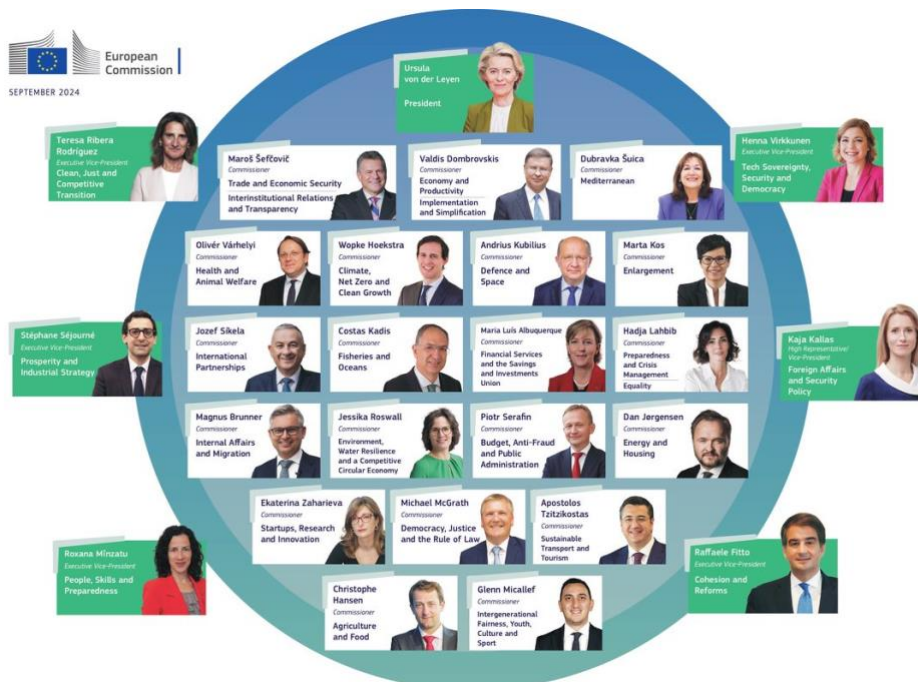 European
Commission
SEPTEMBER 2024
Ursula
von der Leyen
President
Teresa Ribera
Rodríguez
Executive Vice-President
Clean, Just and
Competitive
Transition
Maroš Šefčovič
Commissioner
Trade and Economic Security
Interinstitutional Relations
and Transparency
Valdis Dombrovskis
Commissioner
Economy and
Productivity
Implementation
and Simplification
Dubravka Šuica
Commissioner
Mediterranean
Henna Virkkunen
Executive Vice-President
Tech Sovereignty,
Security and
Democracy
Olivér Várhelyi
Commissioner
Health and
Animal Welfare
Wopke Hoekstra
Commissioner
Climate,
Net Zero and
Clean Growth
Andrius Kubilius
Commissioner
Defence and
Space
Marta Kos
Commissioner
Enlargement
Stéphane Séjourné
Executive Vice-President
Prosperity and
Industrial Strategy
Jozef Síkela
Commissioner
International
Partnerships
Costas Kadis
Commissioner
Fisheries and
Oceans
Maria Luís Albuquerque
Commissioner
Financial Services
and the Savings
and Investments
Union
Hadja Lahbib
Commissioner
Preparedness
and Crisis
Management
Equality
Kaja Kallas
High Representative/
Vice-President
Foreign Affairs
and Security
Policy
Magnus Brunner
Commissioner
Internal Affairs
and Migration
Jessika Roswall
Commissioner
Environment,
Water Resilience
and a Competitive
Circular Economy
Piotr Serafin
Commissioner
Budget, Anti-Fraud
and Public
Administration
Dan Jørgensen
Commissioner
Energy and
Housing
Ekaterina Zaharieva
Commissioner
Startups, Research
and Innovation
Michael McGrath
Commissioner
Democracy, Justice
and the Rule of Law
Apostolos
Tzitzikostas
Commissioner
Sustainable
Transport and
Tourism
Roxana Mînzatu
Executive Vice-President
People, Skills and
Preparedness
Raffaele Fitto
Executive Vice-President
Cohesion and
Reforms
Christophe
Hansen
Commissioner
Agriculture
and Food
Glenn Micallef
Commissioner
Intergenerational
Fairness, Youth,
Culture and
Sport